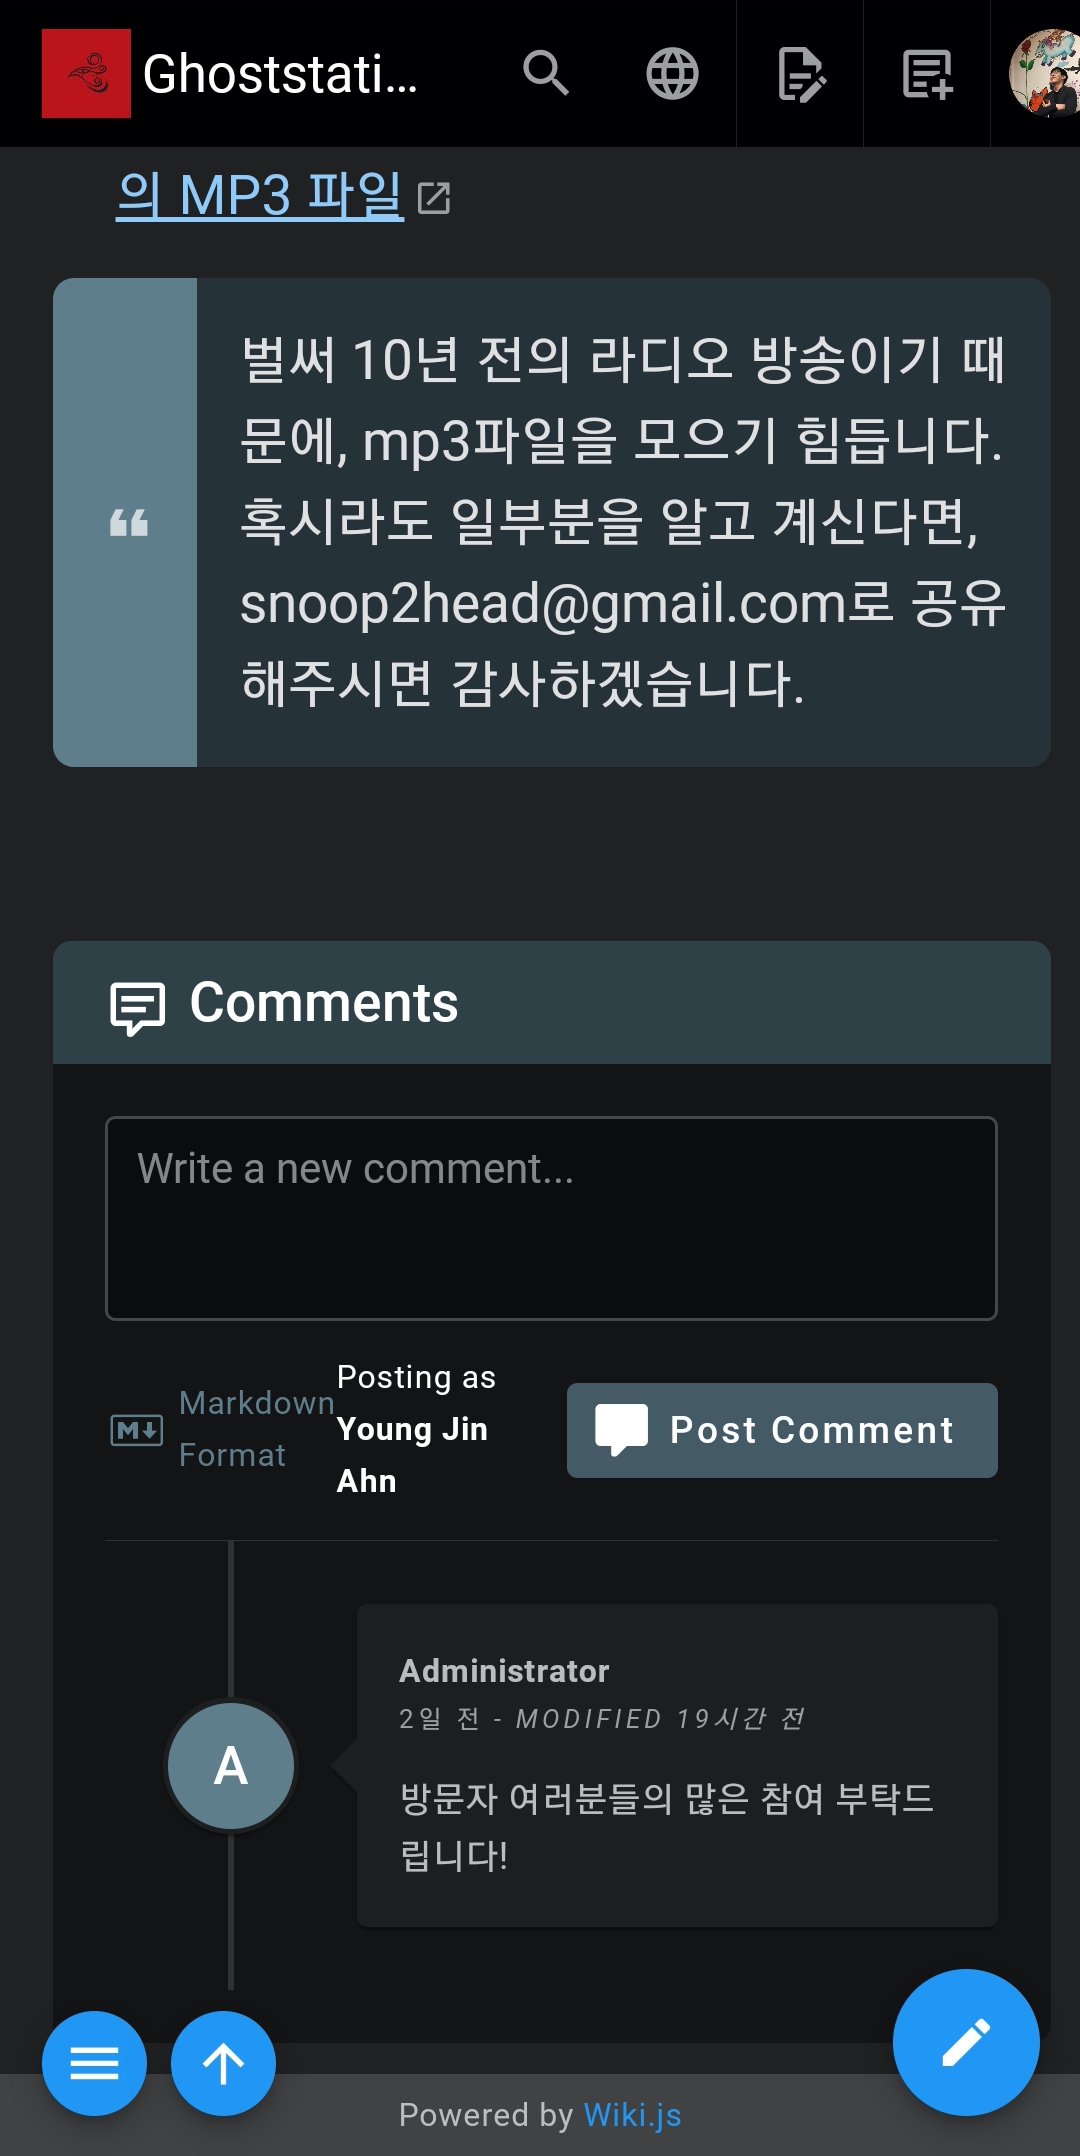 Ghoststati...
의 MP3 파일
벌써 10년 전의 라디오 방송이기 때
문에, mp3파일을 모으기 힘듭니다.
혹시라도 일부분을 알고 계신다면,
snoop2head@gmail.com로 공유
해주시면 감사하겠습니다.
Comments
Write a new comment...
Markdown
Format
Posting as
Young Jin
Ahn
Post Comment
Administrator
2일 전 - MODIFIED 19시간 전
A
방문자 여러분들의 많은 참여 부탁드
립니다!
Powered by Wiki.js